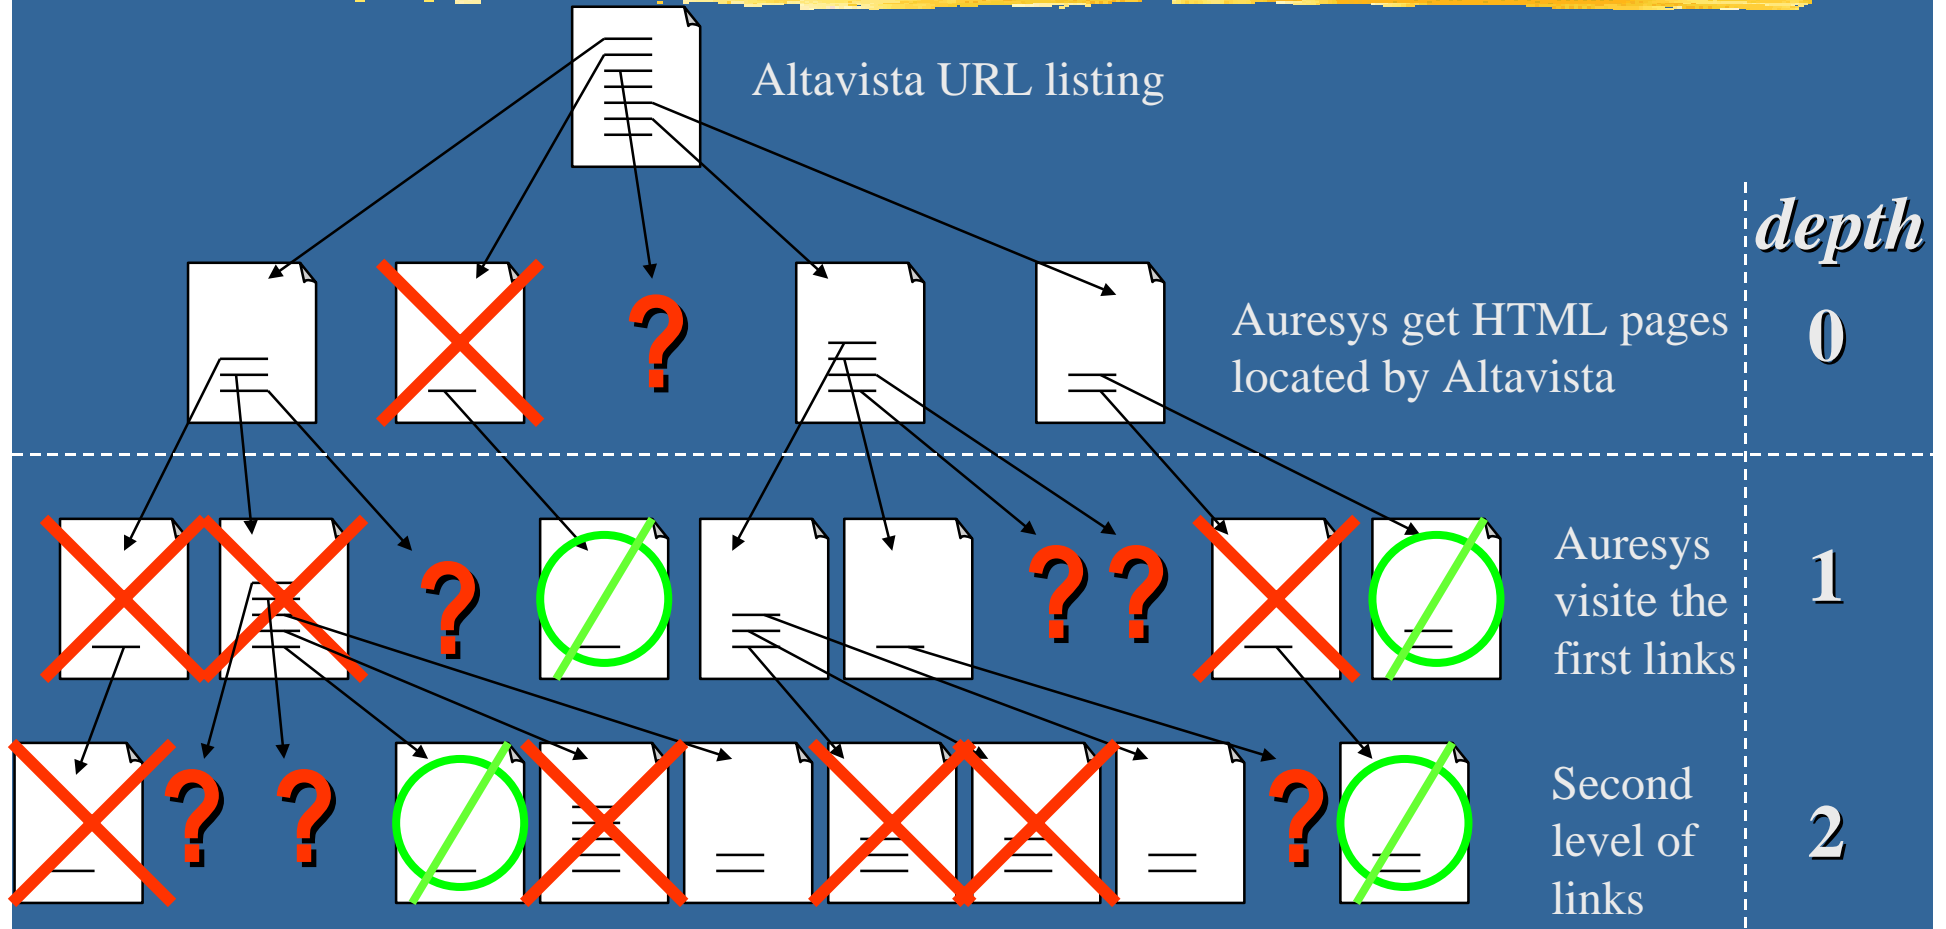 Altavista URL listing
depth
Auresys get HTML pages
located by Altavista
0
?
Auresys
visite the
first links
1
? ? ?
Second
level of
links
2
? ? ?